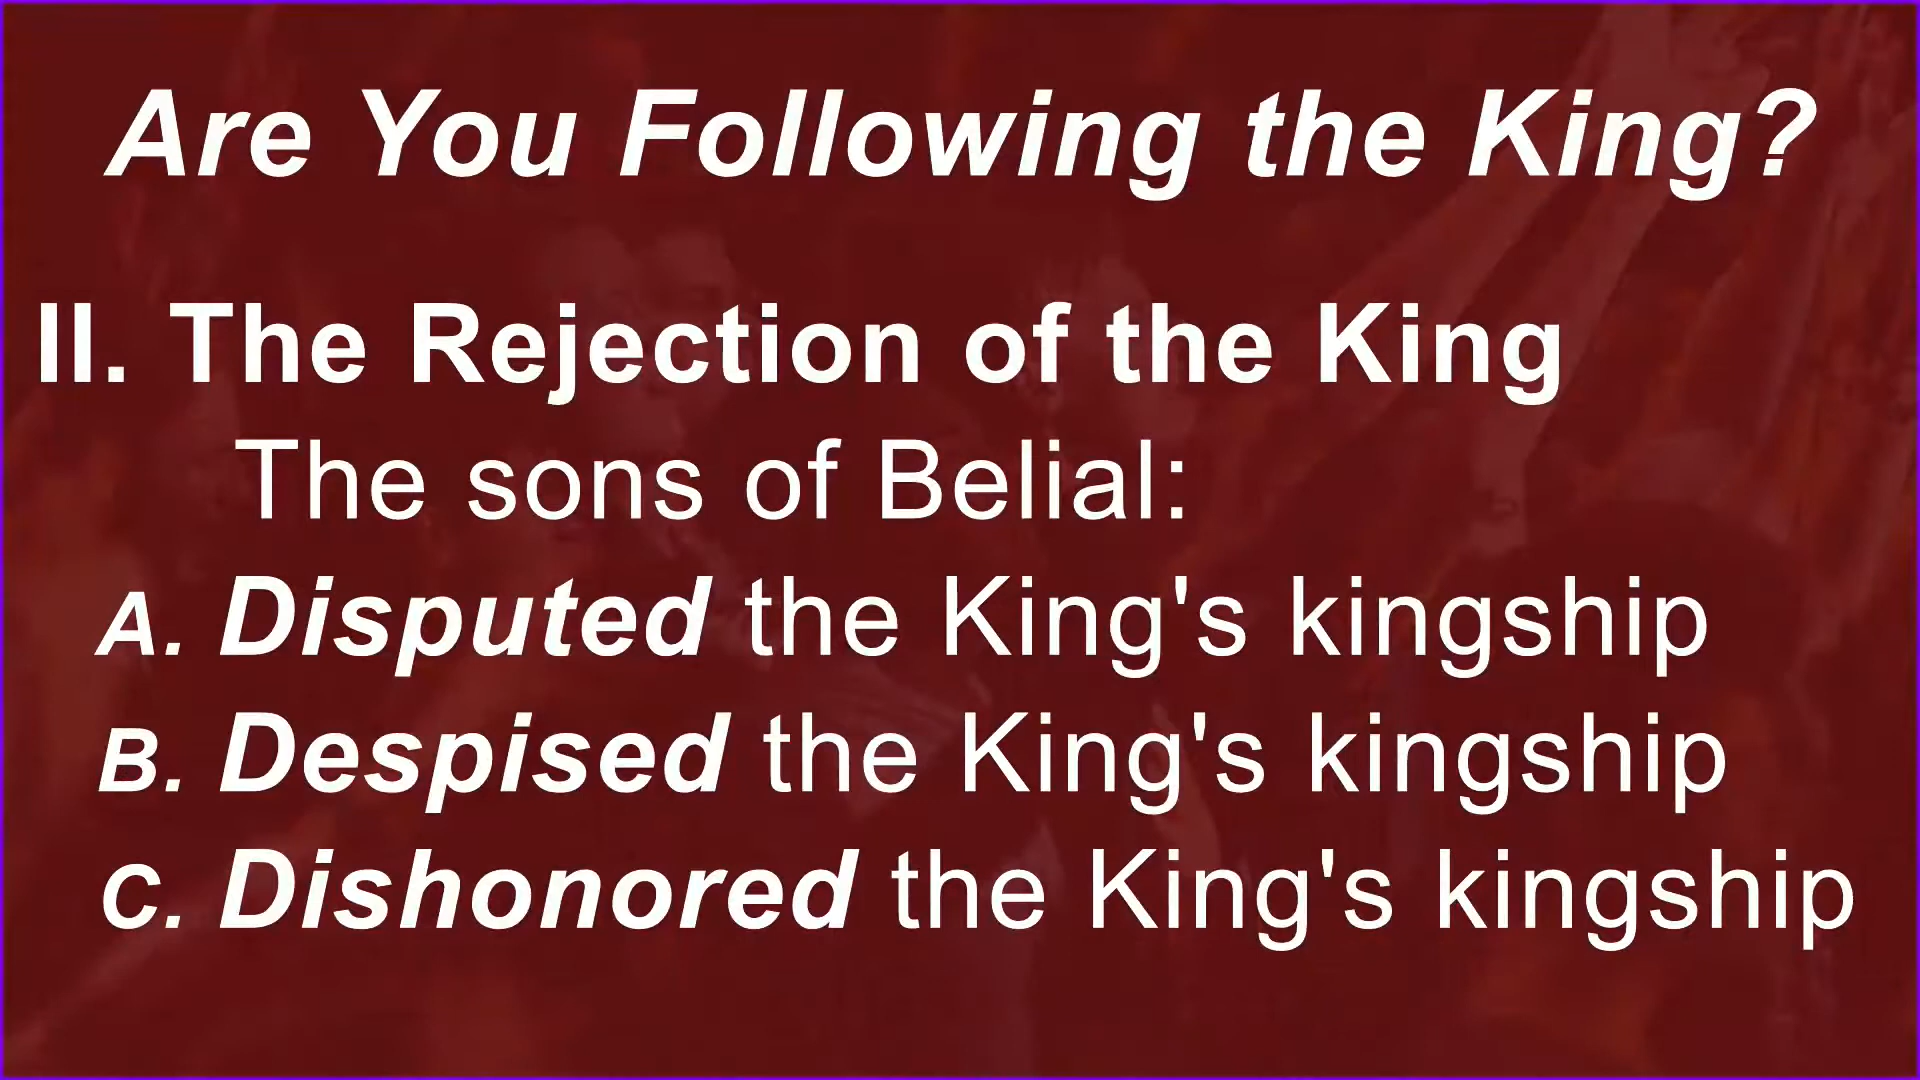 Are You Following the King?
II. The Rejection of the King
The sons of Belial:
A. Disputed the King's kingship
B. Despised the King's kingship
C. Dishonored the King's kingship